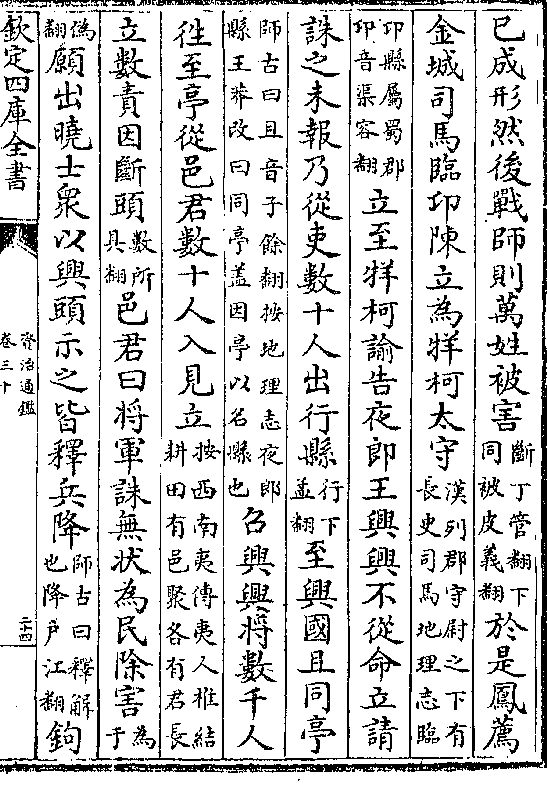 已成形然後戰師則萬姓被害斷丁管翻下同被皮義翻於是鳳薦
金城司馬臨卭陳立為牂柯太守漢列郡守尉之下有長史司馬地理志臨
卭縣屬蜀郡卭音渠容翻立至牂柯諭告夜郎王興興不從命立請
誅之未報乃從吏數十人出行縣行下孟翻至興國且同亭
師古曰且音子餘翻按地理志夜郎縣王莽改曰同亭盖因亭以名縣也召興興將數千人
徃至亭從邑君數十人入見立按西南夷傳夷人椎結耕田有邑聚各有君長
立數責因斷頭數所具翻邑君曰将軍誅無状為民除害為于
偽翻願出曉士衆以興頭示之皆釋兵降師古曰釋解也降戸江翻鉤
欽定四庫全書
資治通鑑
卷三十
二十四